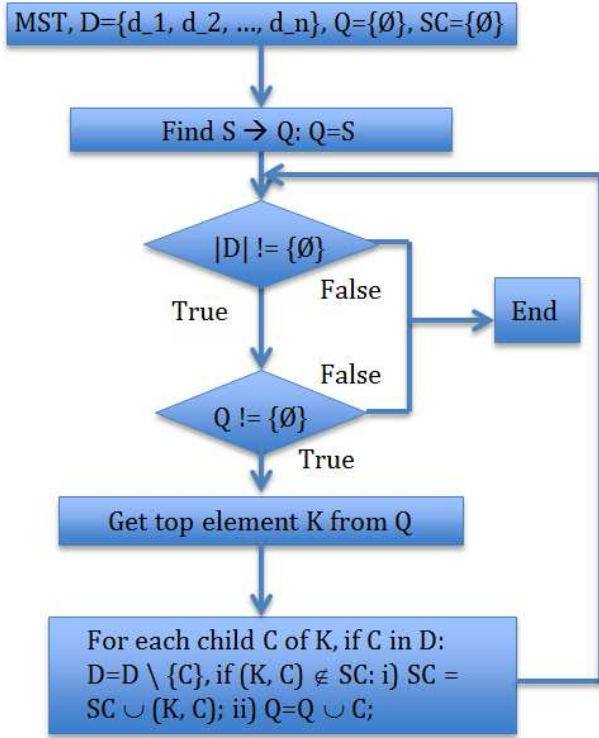 MST, D={d_1, d_2, ..., d_n}, Q={Ø}, SC={Ø}
Find S → Q: Q=S
|D| != {Ø}
False
True
End
False
Q != {Ø}
True
Get top element K from Q
For each child C of K, if C in D:
D=D \ {C}, if (K, C) ∉ SC: i) SC =
SC ∪ (K, C); ii) Q=Q ∪ C;